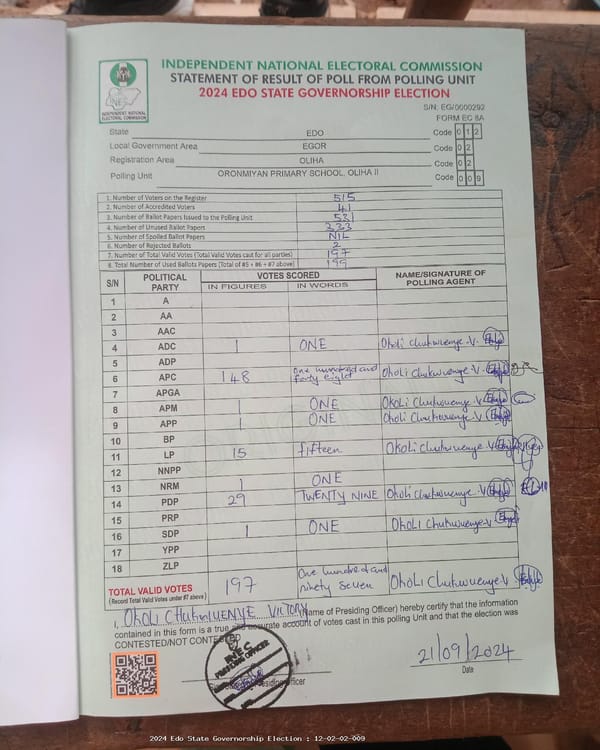 INDEPENDENT NATIONAL ELECTORAL COMMISSION
STATEMENT OF RESULT OF POLL FROM POLLING UNIT
2024 EDO STATE GOVERNORSHIP ELECTION
INDEPENDENT NATIONAL ELECTORAL COMMISSION
S/N: EG/0000292
FORM EC 8A
State EDO Code 0 1 2
Local Government Area EGOR Code 0 2
Registration Area OLIHA Code 0 2
Polling Unit ORONMIYAN PRIMARY SCHOOL, OLIHA II Code 0 0 9
1. Number of Voters on the Register 515
2. Number of Accredited Voters 41
3. Number of Ballot Papers Issued to the Polling Unit 531
4. Number of Unused Ballot Papers 333
5. Number of Spoiled Ballot Papers NIL
6. Number of Rejected Ballots 2
7. Number of Total Valid Votes (Total Valid Votes cast for all parties) 197
8. Total Number of Used Ballots Papers (Total of #5 + #6 + #7 above) 199
S/N POLITICAL PARTY VOTES SCORED NAME/SIGNATURE OF POLLING AGENT
IN FIGURES IN WORDS
1 A
2 AA
3 AAC
4 ADC 1 ONE Okoli Chukwuenye .V.
5 ADP
6 APC 148 One hundred and forty eight Okoli Chukwuenye .V.
7 APGA
8 APM 1 ONE Okoli Chukwuenye .V
9 APP 1 ONE Okoli Chukwuenye .V
10 BP
11 LP 15 fifteen Okoli Chukwuenye .V
12 NNPP
13 NRM 1 ONE
14 PDP 29 TWENTY NINE Okoli Chukwuenye .V
15 PRP
16 SDP 1 ONE Okoli Chukwuenye .V
17 YPP
18 ZLP
TOTAL VALID VOTES 197 One hundred and ninety seven Okoli Chukwuenye V
(Record Total Valid Votes under #7 above)
I, OKOLI CHUKWUENYE VICTORY (Name of Presiding Officer) hereby certify that the information
contained in this form is a true and accurate account of votes cast in this polling Unit and that the election was
CONTESTED/NOT CONTESTED
INEC
PRESIDING OFFICER
21/09/2024
Date
2024 Edo State Governorship Election : 12-02-02-009